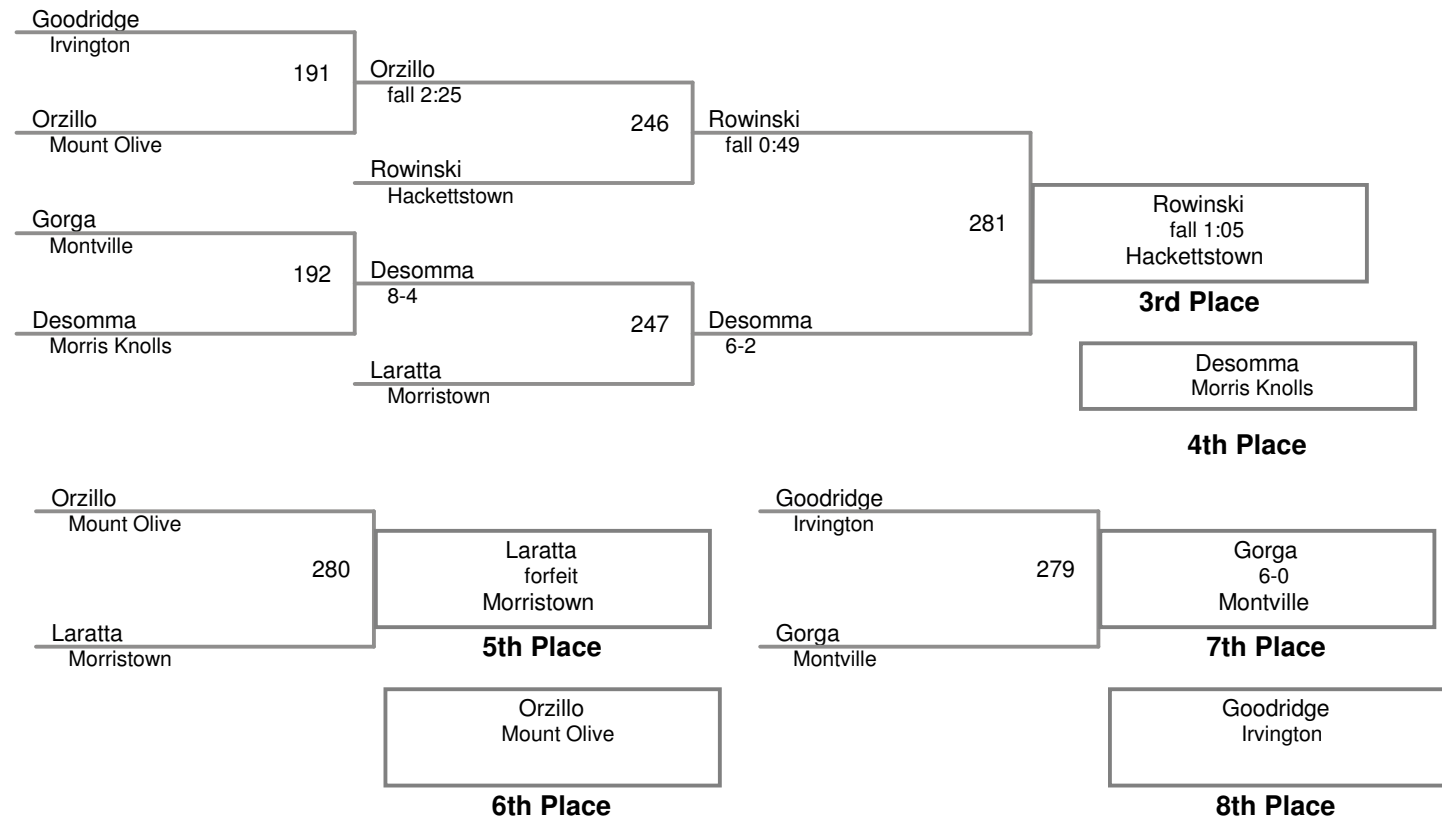 Goodridge
Irvington
191
Orzillo
fall 2:25
Orzillo
Mount Olive
246
Rowinski
fall 0:49
Rowinski
Hackettstown
Gorga
Montville
281
Rowinski
fall 1:05
Hackettstown
3rd Place
192
Desomma
8-4
Desomma
Morris Knolls
247
Desomma
6-2
Laratta
Morristown
Desomma
Morris Knolls
4th Place
Orzillo
Mount Olive
280
Laratta
forfeit
Morristown
5th Place
Laratta
Morristown
Orzillo
Mount Olive
6th Place
Goodridge
Irvington
279
Gorga
6-0
Montville
7th Place
Gorga
Montville
Goodridge
Irvington
8th Place